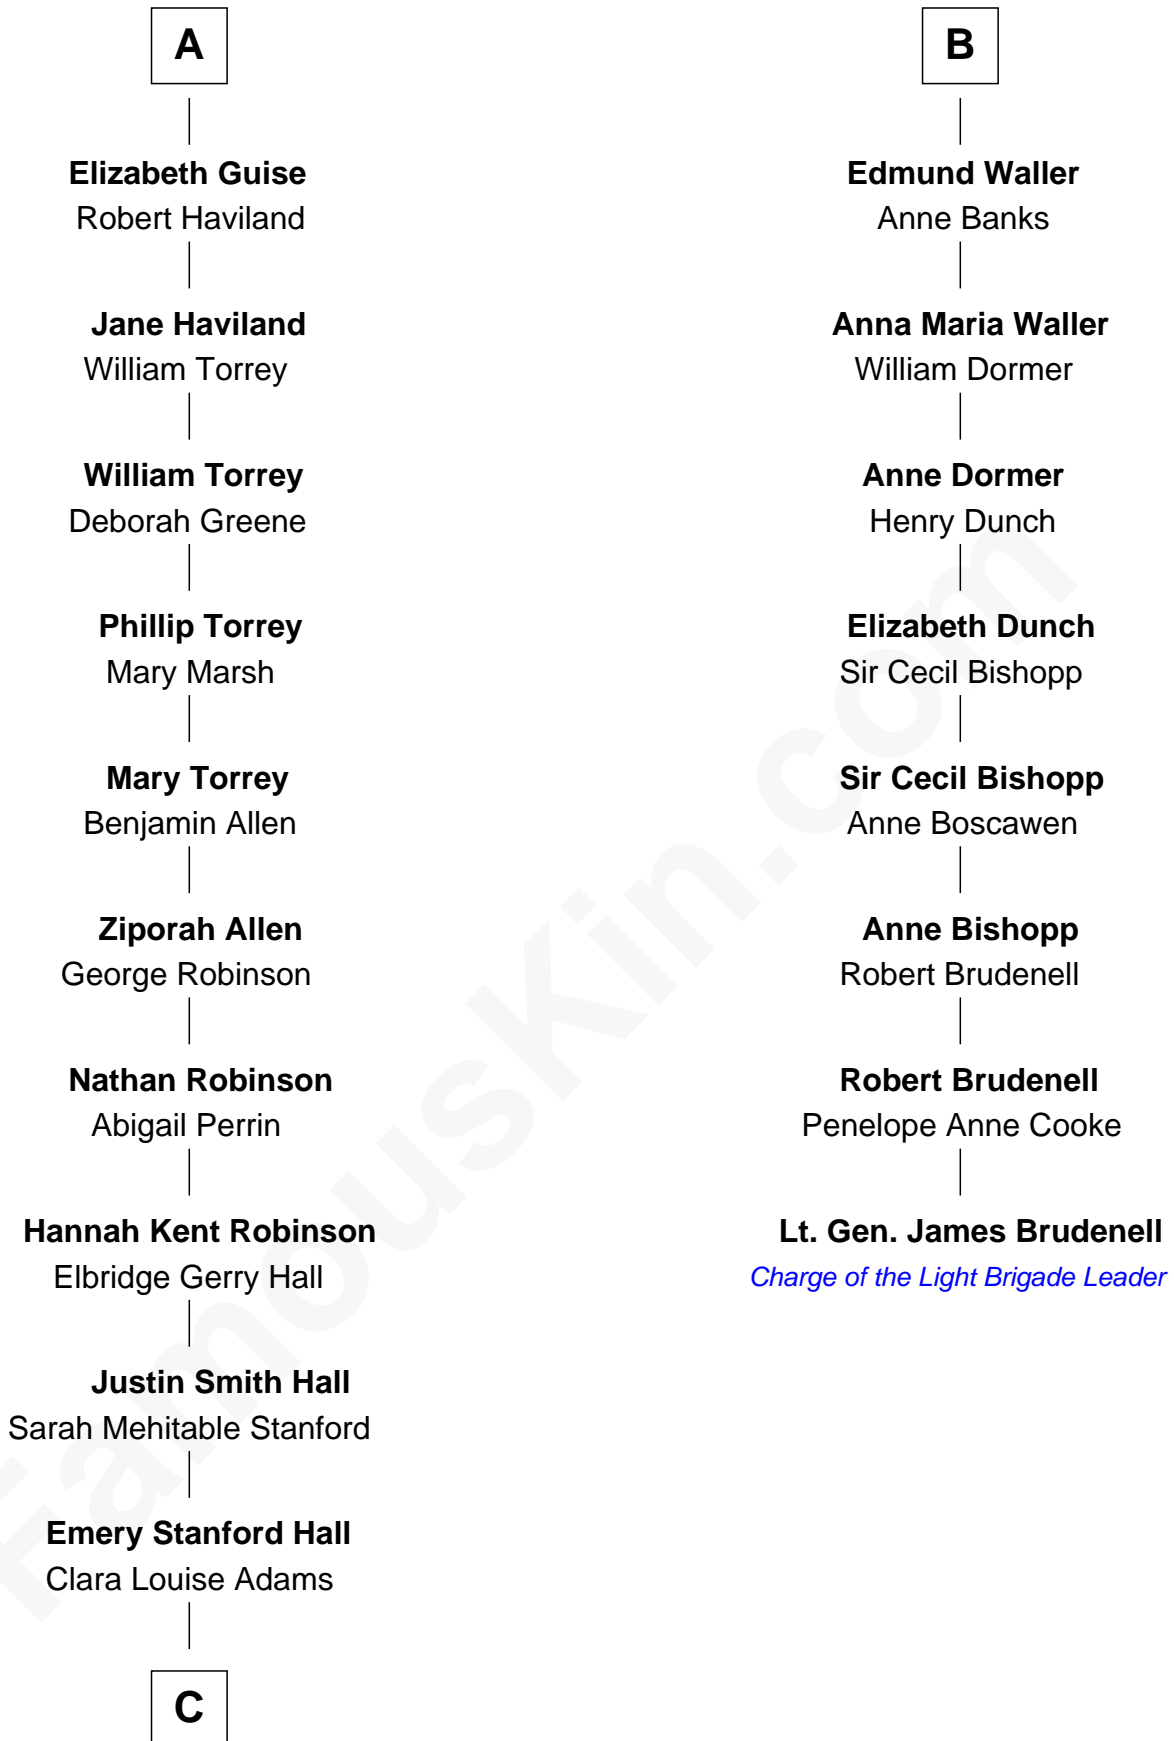 A
Elizabeth Guise
Robert Haviland
Jane Haviland
William Torrey
William Torrey
Deborah Greene
Phillip Torrey
Mary Marsh
Mary Torrey
Benjamin Allen
Ziporah Allen
George Robinson
Nathan Robinson
Abigail Perrin
Hannah Kent Robinson
Elbridge Gerry Hall
Justin Smith Hall
Sarah Mehitable Stanford
Emery Stanford Hall
Clara Louise Adams
C
B
Edmund Waller
Anne Banks
Anna Maria Waller
William Dormer
Anne Dormer
Henry Dunch
Elizabeth Dunch
Sir Cecil Bishopp
Sir Cecil Bishopp
Anne Boscawen
Anne Bishopp
Robert Brudenell
Robert Brudenell
Penelope Anne Cooke
Lt. Gen. James Brudenell
Charge of the Light Brigade Leader
FamousKin.com